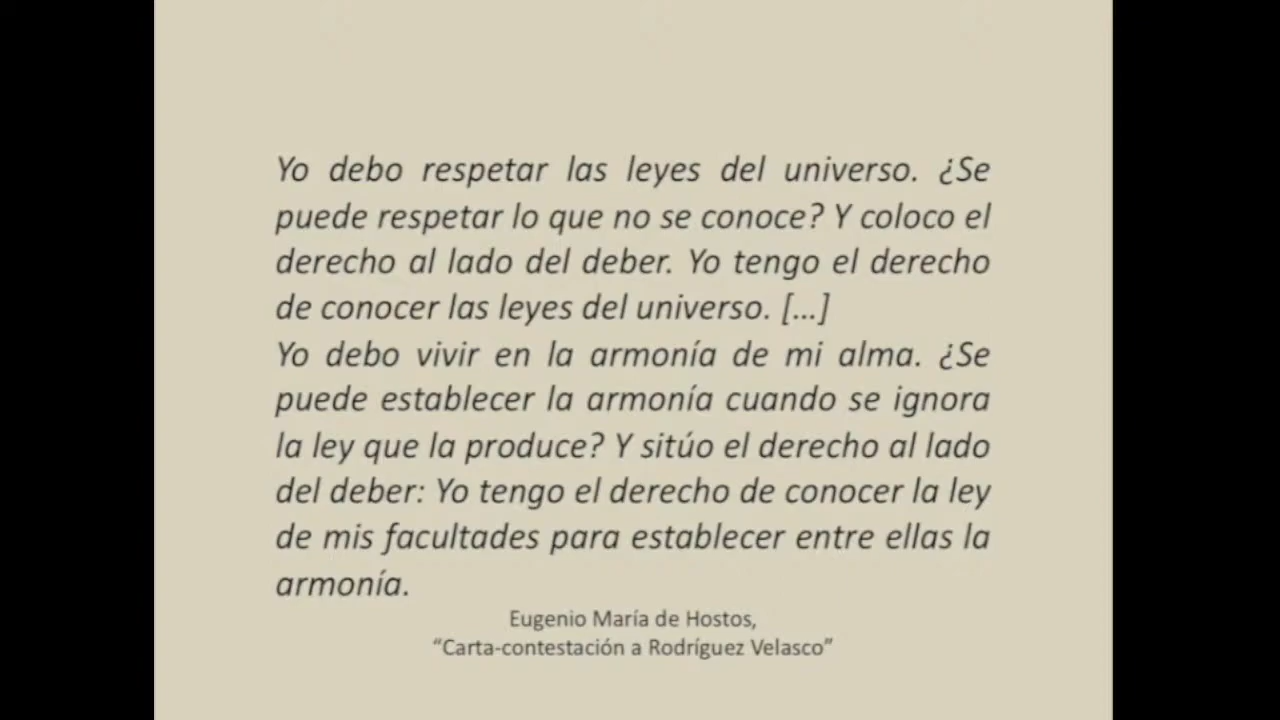 Yo debo respetar las leyes del universo. ¿Se
puede respetar lo que no se conoce? Y coloco el
derecho al lado del deber. Yo tengo el derecho
de conocer las leyes del universo. [...]
Yo debo vivir en la armonía de mi alma. ¿Se
puede establecer la armonía cuando se ignora
la ley que la produce? Y sitúo el derecho al lado
del deber: Yo tengo el derecho de conocer la ley
de mis facultades para establecer entre ellas la
armonía.
Eugenio María de Hostos,
“Carta-contestación a Rodríguez Velasco”